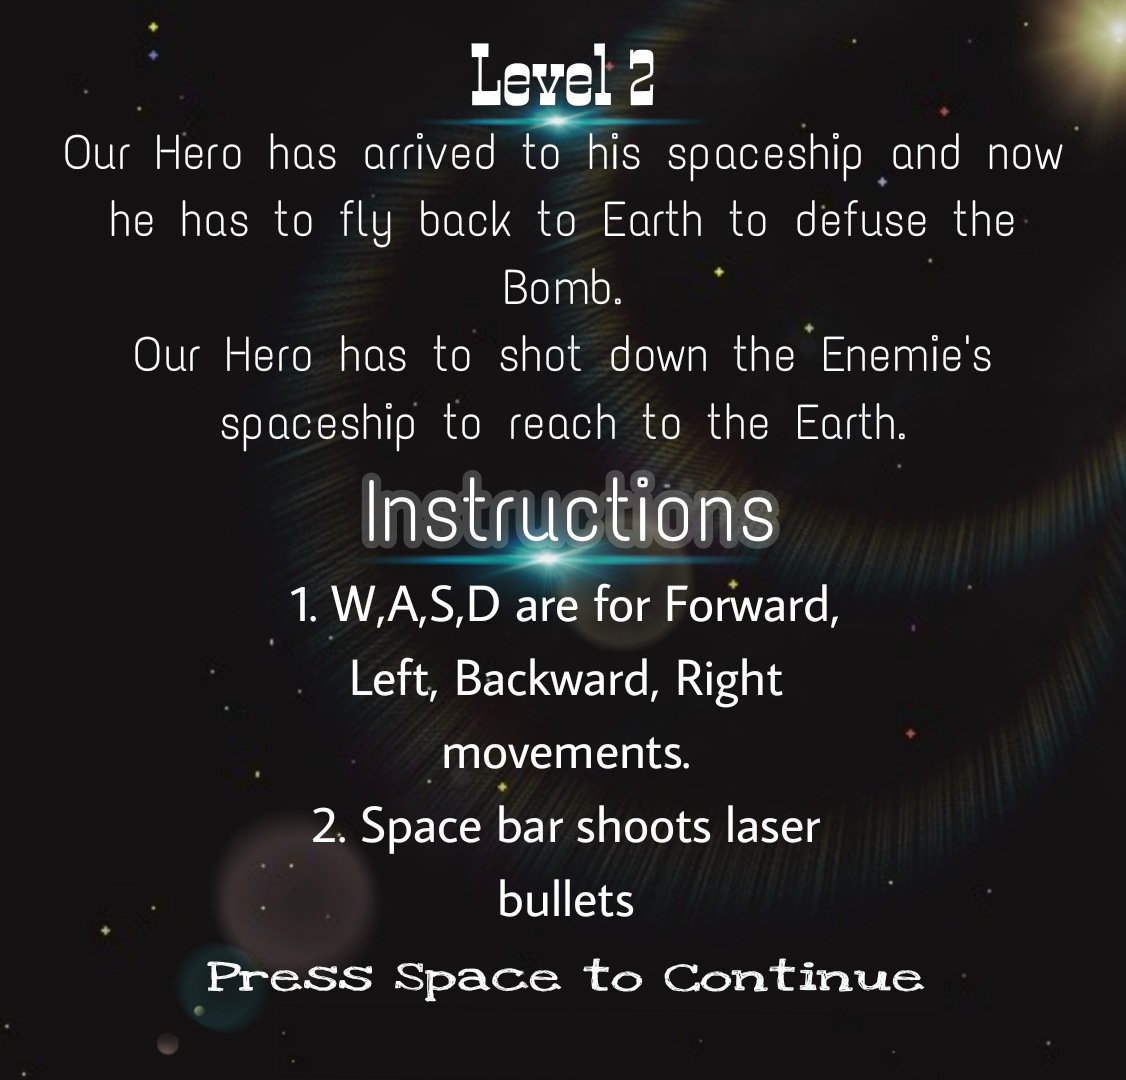 Level 2
Our Hero has arrived to his spaceship and now
he has to fly back to Earth to defuse the
Bomb.
Our Hero has to shot down the Enemie's
spaceship to reach to the Earth.
Instructions
1. W,A,S,D are for Forward,
Left, Backward, Right
movements.
2. Space bar shoots laser
bullets
Press Space to Continue